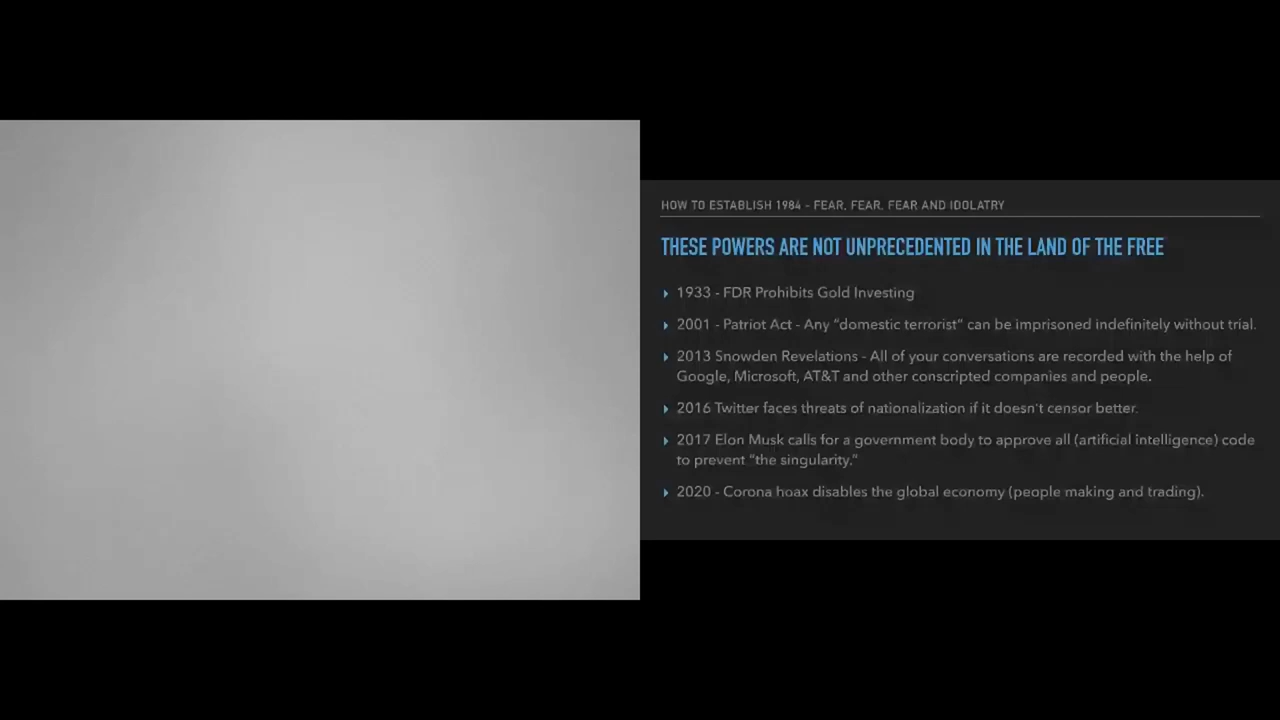 HOW TO ESTABLISH 1984 - FEAR, FEAR, FEAR AND IDOLATRY
THESE POWERS ARE NOT UNPRECEDENTED IN THE LAND OF THE FREE
1933 - FDR Prohibits Gold Investing
2001 - Patriot Act - Any “domestic terrorist” can be imprisoned indefinitely without trial.
2013 Snowden Revelations - All of your conversations are recorded with the help of
Google, Microsoft, AT&T and other conscripted companies and people.
2016 Twitter faces threats of nationalization if it doesn't censor better.
2017 Elon Musk calls for a government body to approve all (artificial intelligence) code
to prevent “the singularity.”
2020 - Corona hoax disables the global economy (people making and trading).